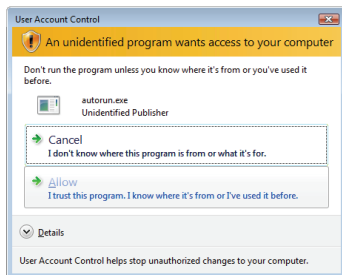 User Account Control
An unidentified program wants access to your computer
Don't run the program unless you know where it's from or you've used it
before.
autorun.exe
Unidentified Publisher
Cancel
I don't know where this program is from or what it's for.
Allow
I trust this program. I know where it's from or I've used it before.
Details
User Account Control helps stop unauthorized changes to your computer.